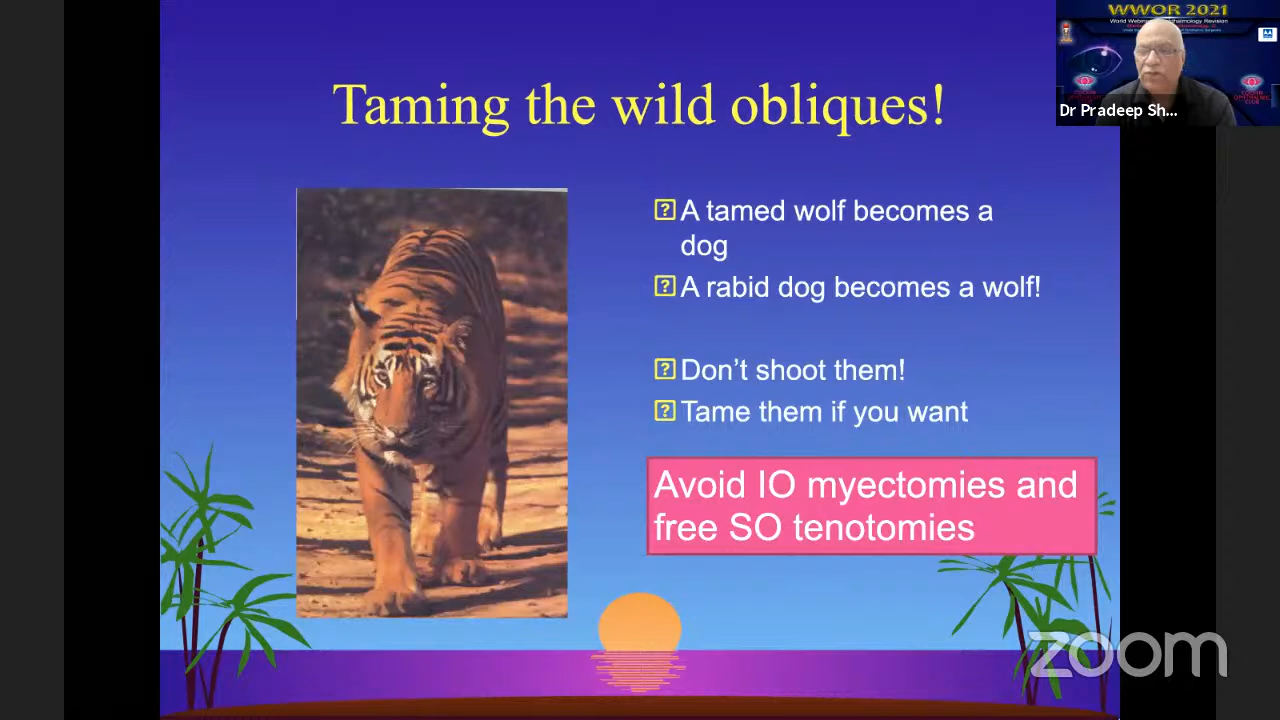 WWOR 2021
Dr Pradeep Sh...
Taming the wild obliques!
A tamed wolf becomes a
dog
A rabid dog becomes a wolf!
Don't shoot them!
Tame them if you want
Avoid IO myectomies and
free SO tenotomies
zoom